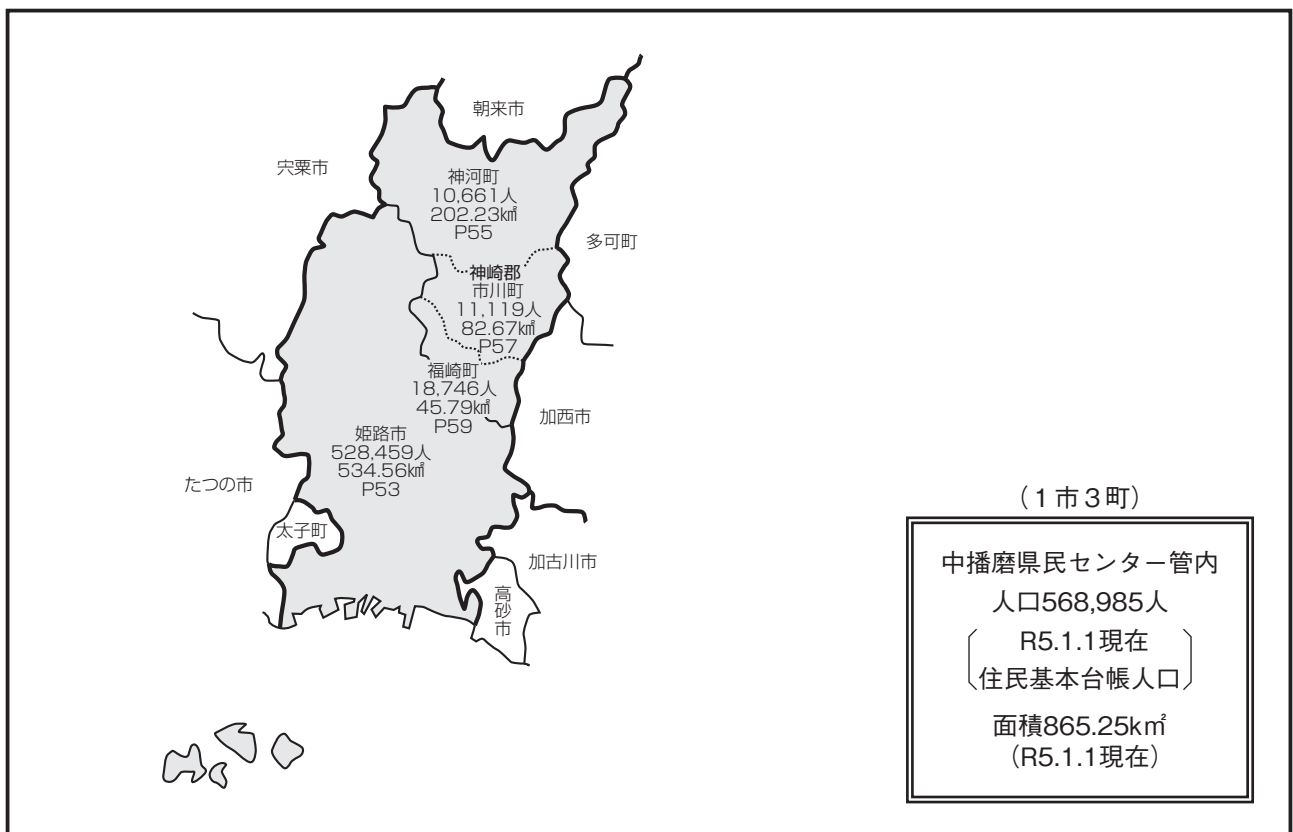 朝来市
宍粟市
神河町
10,661人
202.23㎢
P55
多可町
神崎郡
市川町
11,119人
82.67㎢
P57
福崎町
18,746人
45.79㎢
P59
加西市
姫路市
528,459人
534.56㎢
P53
たつの市
太子町
加古川市
高砂市
（1市3町）
中播磨県民センター管内
人口568,985人
R5.1.1現在
住民基本台帳人口
面積865.25k㎡
（R5.1.1現在）